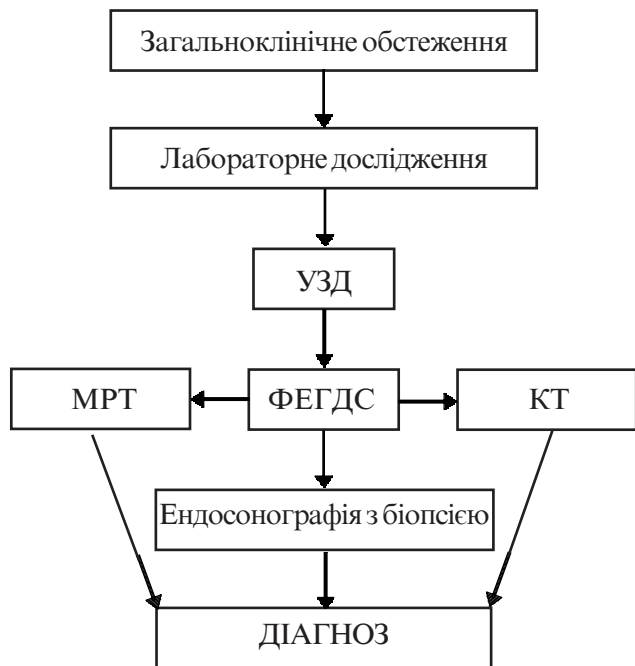 Загальноклінічне обстеження
Лабораторне дослідження
УЗД
МРТ
ФЕГДС
КТ
Ендосонографія з біопсією
ДІАГНОЗ